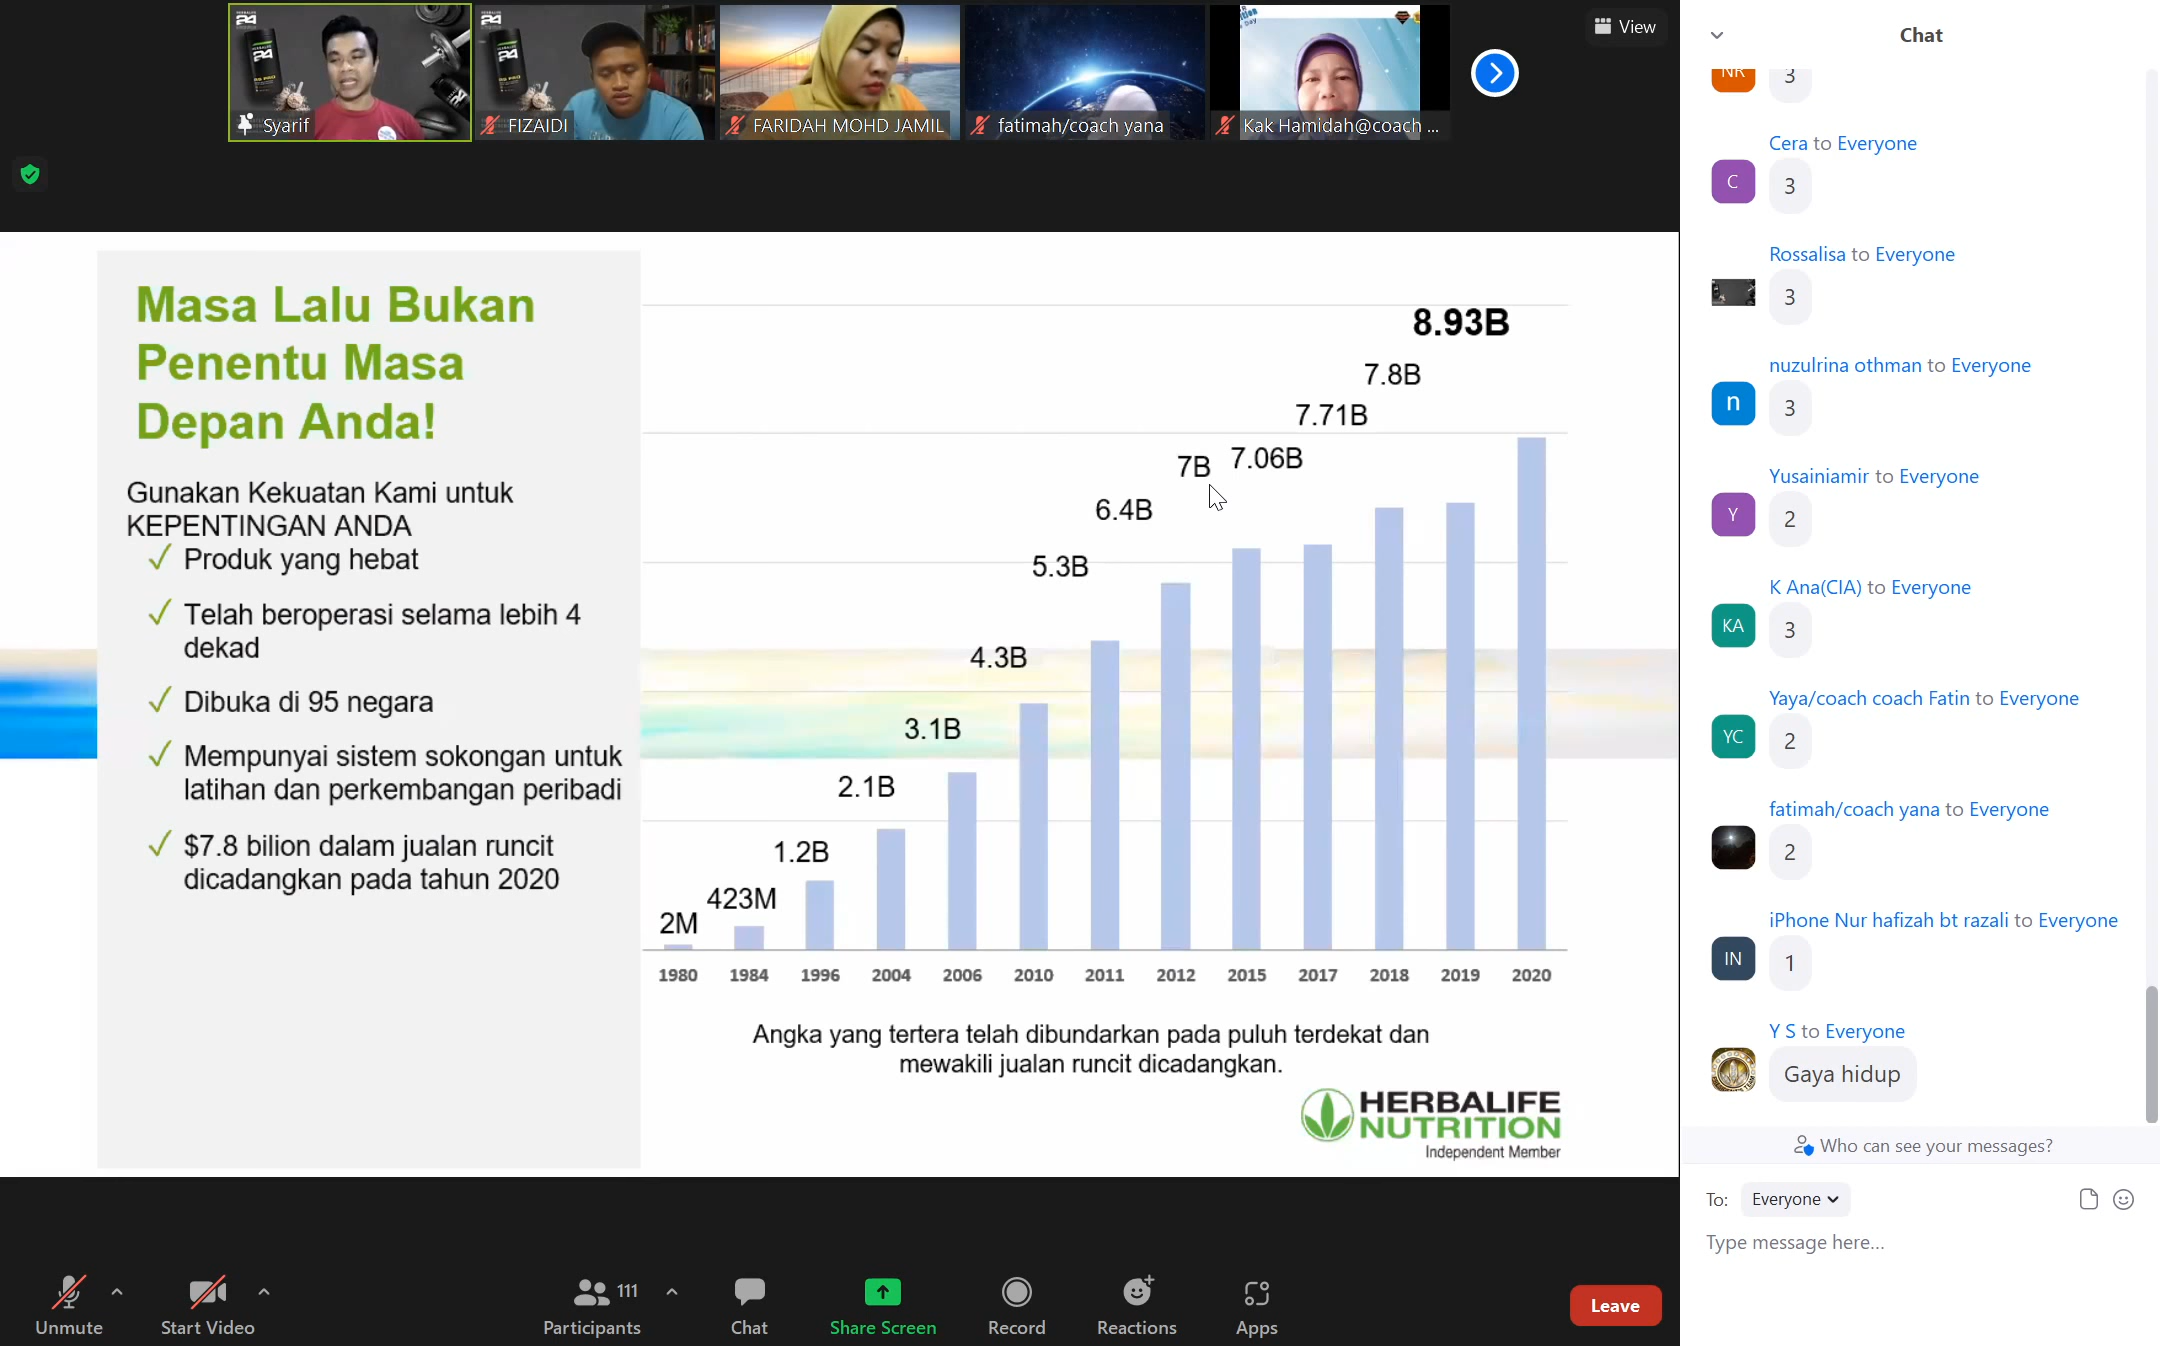 Syarif
FIZAIDI
FARIDAH MOHD JAMIL
fatimah/coach yana
Kak Hamidah@coach ...
View
Masa Lalu Bukan
Penentu Masa
Depan Anda!
Gunakan Kekuatan Kami untuk
KEPENTINGAN ANDA
✓ Produk yang hebat
✓ Telah beroperasi selama lebih 4
dekad
✓ Dibuka di 95 negara
✓ Mempunyai sistem sokongan untuk
latihan dan perkembangan peribadi
✓ $7.8 bilion dalam jualan runcit
dicadangkan pada tahun 2020
2M
423M
1.2B
2.1B
3.1B
4.3B
5.3B
6.4B
7B
7.06B
7.71B
7.8B
8.93B
1980 1984 1996 2004 2006 2010 2011 2012 2015 2017 2018 2019 2020
Angka yang tertera telah dibundarkan pada puluh terdekat dan
mewakili jualan runcit dicadangkan.
HERBALIFE
NUTRITION
Independent Member
Unmute
Start Video
111
Participants
Chat
Share Screen
Record
Reactions
Apps
Leave
Chat
NR
3
Cera to Everyone
C
3
Rossalisa to Everyone
3
nuzulrina othman to Everyone
n
3
Yusainiamir to Everyone
Y
2
K Ana(CIA) to Everyone
KA
3
Yaya/coach coach Fatin to Everyone
YC
2
fatimah/coach yana to Everyone
2
iPhone Nur hafizah bt razali to Everyone
IN
1
Y S to Everyone
Gaya hidup
Who can see your messages?
To: Everyone
Type message here...